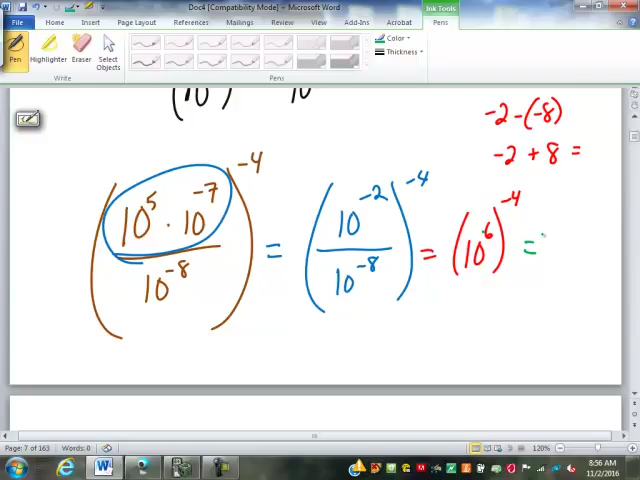 Doc4 [Compatibility Mode] - Microsoft Word
Ink Tools
File Home Insert Page Layout References Mailings Review View Add-Ins Acrobat Pens
Pen Highlighter Eraser Select Objects
Color
Thickness
Write Pens
(10 ) 10
-2 - (-8)
-2 + 8 =
(10^5 · 10^-7 / 10^-8)^-4 = (10^-2 / 10^-8)^-4 = (10^6)^-4 =
Page: 7 of 163 Words: 0 120%
8:56 AM
11/2/2016